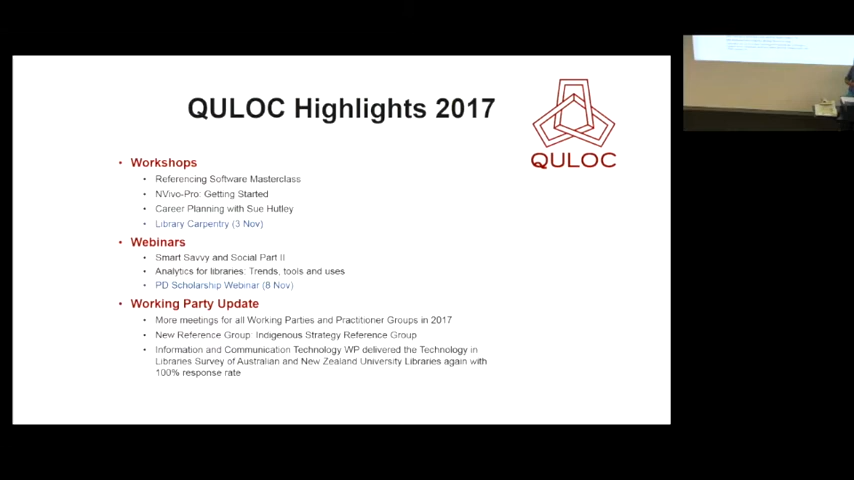 QULOC Highlights 2017
QULOC
• Workshops
• Referencing Software Masterclass
• NVivo-Pro: Getting Started
• Career Planning with Sue Hutley
• Library Carpentry (3 Nov)
• Webinars
• Smart Savvy and Social Part II
• Analytics for libraries: Trends, tools and uses
• PD Scholarship Webinar (8 Nov)
• Working Party Update
• More meetings for all Working Parties and Practitioner Groups in 2017
• New Reference Group: Indigenous Strategy Reference Group
• Information and Communication Technology WP delivered the Technology in
Libraries Survey of Australian and New Zealand University Libraries again with
100% response rate